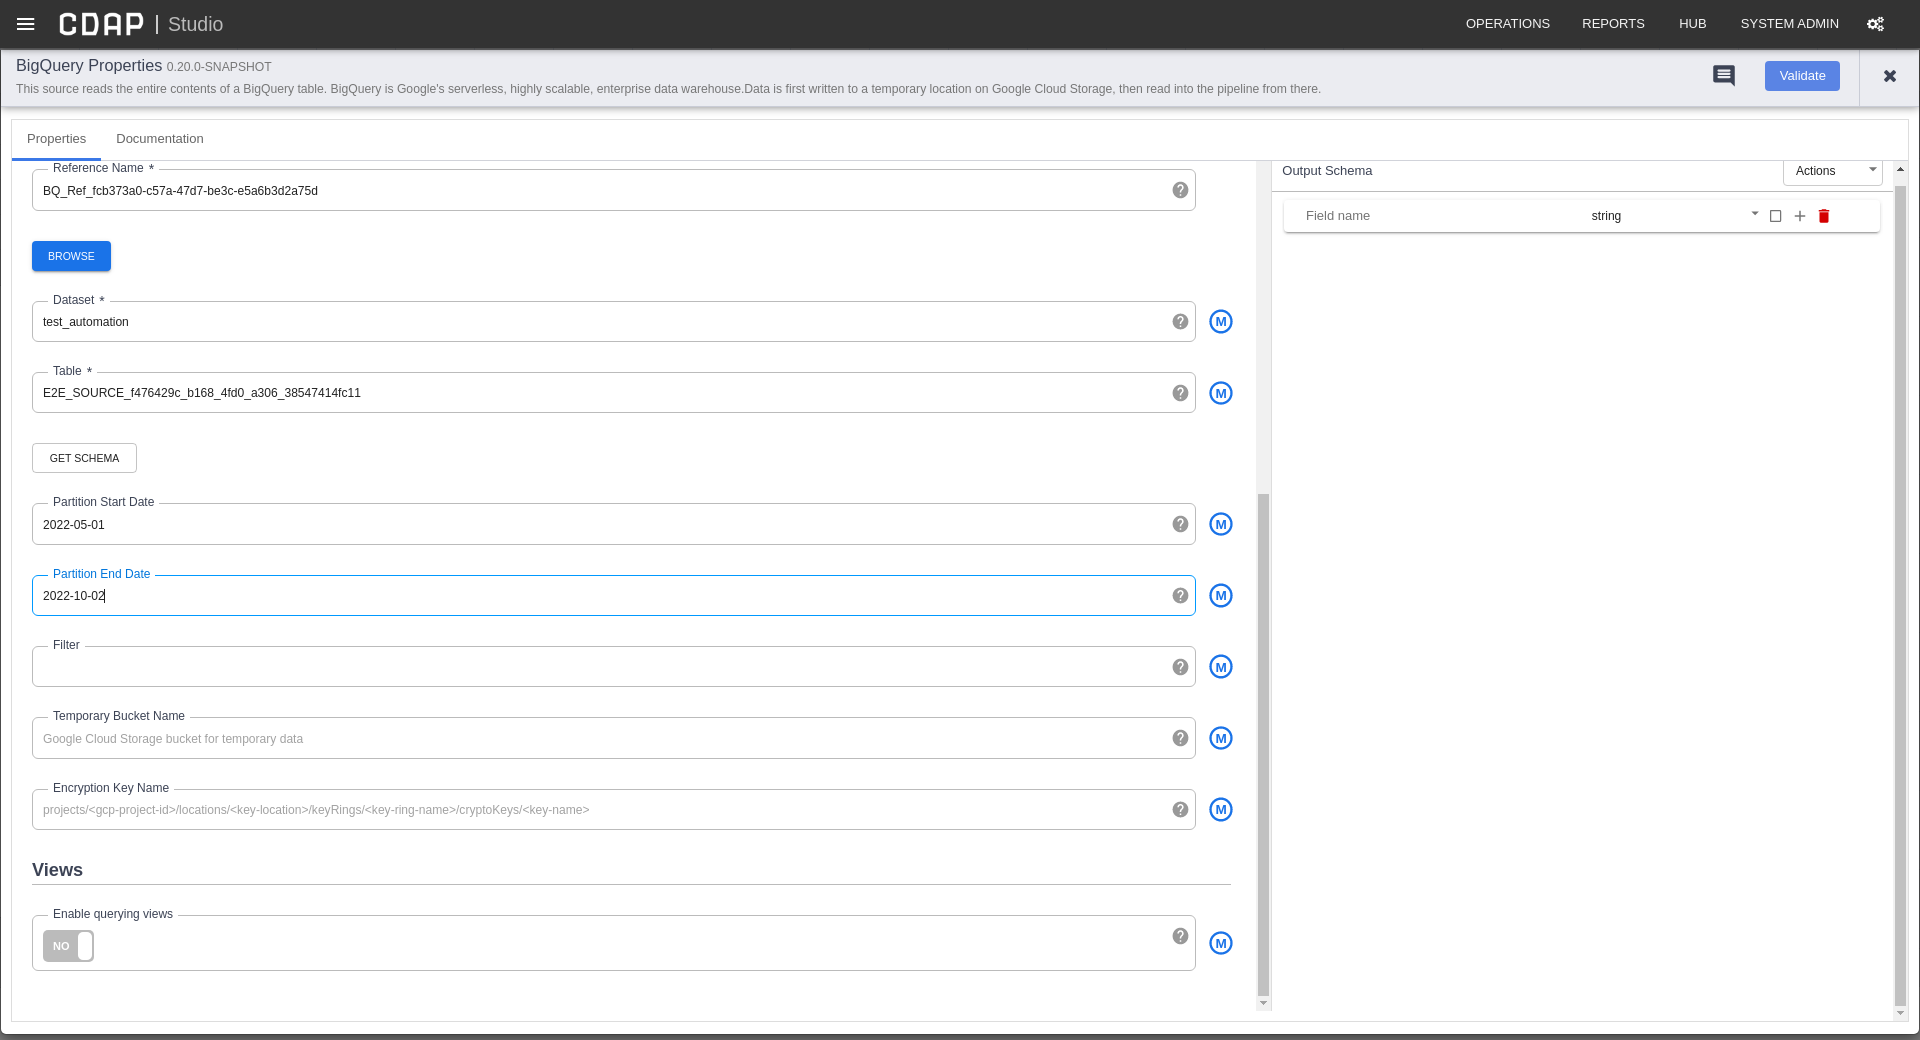 CDAP | Studio
OPERATIONS REPORTS HUB SYSTEM ADMIN
BigQuery Properties 0.20.0-SNAPSHOT
This source reads the entire contents of a BigQuery table. BigQuery is Google's serverless, highly scalable, enterprise data warehouse.Data is first written to a temporary location on Google Cloud Storage, then read into the pipeline from there.
Validate
Properties Documentation
Reference Name *
BQ_Ref_fcb373a0-c57a-47d7-be3c-e5a6b3d2a75d
BROWSE
Dataset *
test_automation
M
Table *
E2E_SOURCE_f476429c_b168_4fd0_a306_38547414fc11
M
GET SCHEMA
Partition Start Date
2022-05-01
M
Partition End Date
2022-10-02
M
Filter
M
Temporary Bucket Name
Google Cloud Storage bucket for temporary data
M
Encryption Key Name
projects/<gcp-project-id>/locations/<key-location>/keyRings/<key-ring-name>/cryptoKeys/<key-name>
M
Views
Enable querying views
NO
M
Output Schema
Actions
Field name string